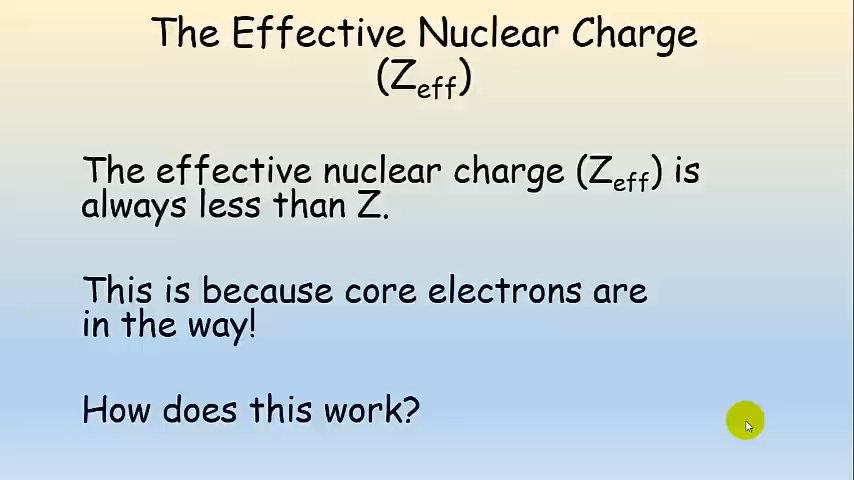 The Effective Nuclear Charge
(Zeff)
The effective nuclear charge (Zeff) is
always less than Z.
This is because core electrons are
in the way!
How does this work?